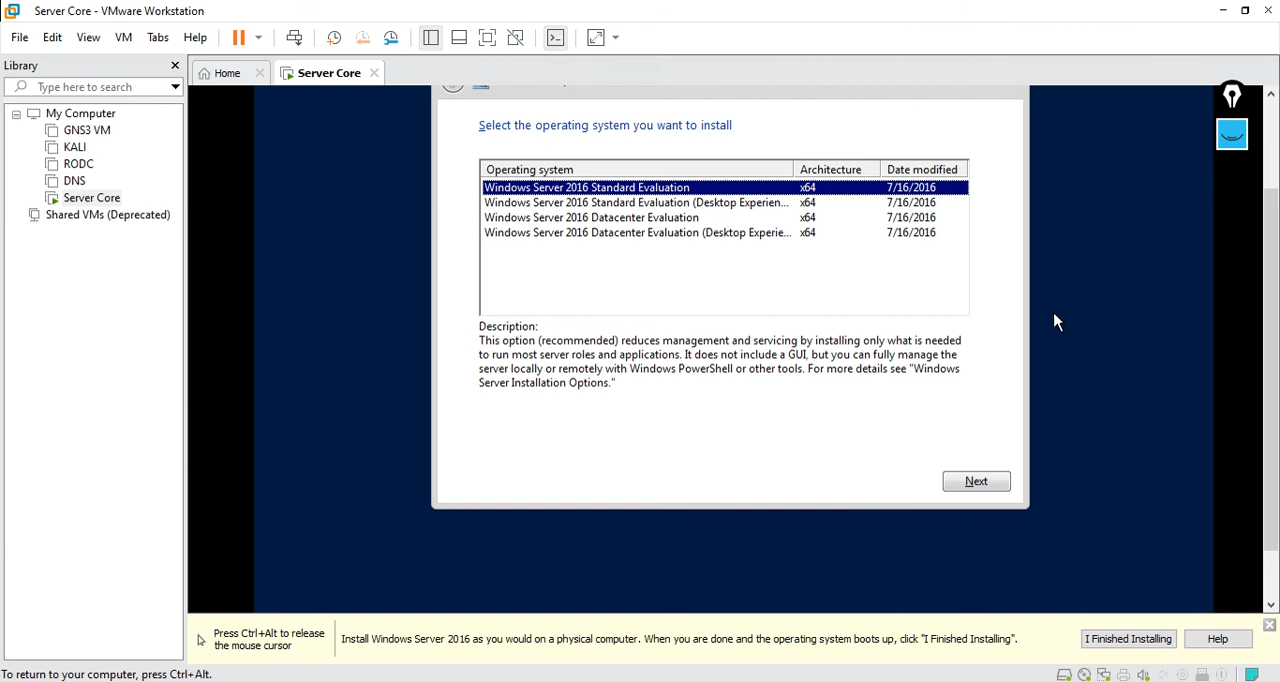 Server Core - VMware Workstation
File Edit View VM Tabs Help
Library
Type here to search
My Computer
GNS3 VM
KALI
RODC
DNS
Server Core
Shared VMs (Deprecated)
Home
Server Core
Select the operating system you want to install
Operating system Architecture Date modified
Windows Server 2016 Standard Evaluation x64 7/16/2016
Windows Server 2016 Standard Evaluation (Desktop Experien... x64 7/16/2016
Windows Server 2016 Datacenter Evaluation x64 7/16/2016
Windows Server 2016 Datacenter Evaluation (Desktop Experie... x64 7/16/2016
Description:
This option (recommended) reduces management and servicing by installing only what is needed
to run most server roles and applications. It does not include a GUI, but you can fully manage the
server locally or remotely with Windows PowerShell or other tools. For more details see "Windows
Server Installation Options."
Next
Press Ctrl+Alt to release
the mouse cursor
Install Windows Server 2016 as you would on a physical computer. When you are done and the operating system boots up, click "I Finished Installing".
I Finished Installing
Help
To return to your computer, press Ctrl+Alt.